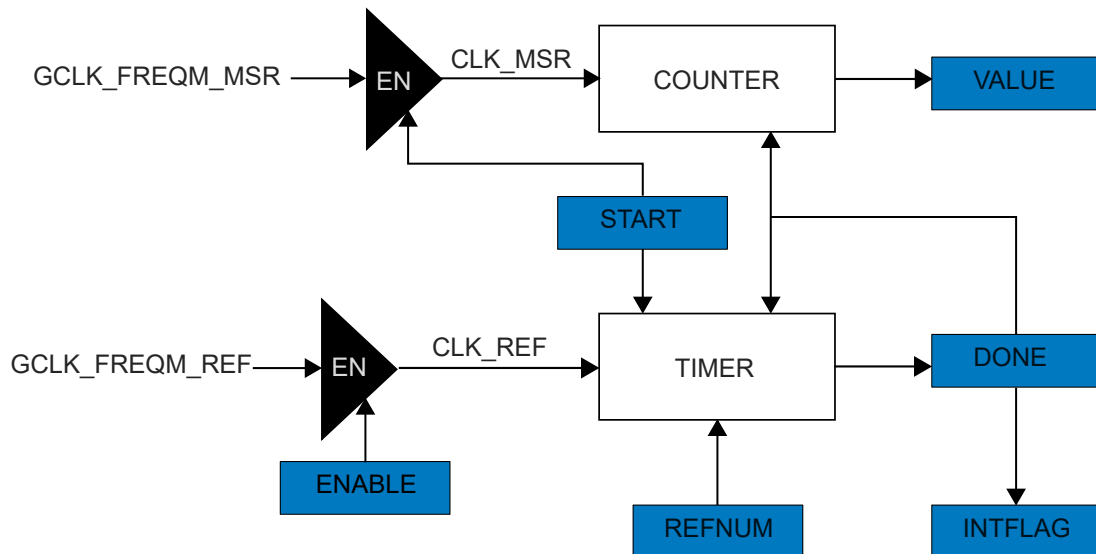 GCLK_FREQM_MSR
EN
CLK_MSR
COUNTER
VALUE
START
GCLK_FREQM_REF
EN
CLK_REF
TIMER
DONE
ENABLE
REFNUM
INTFLAG